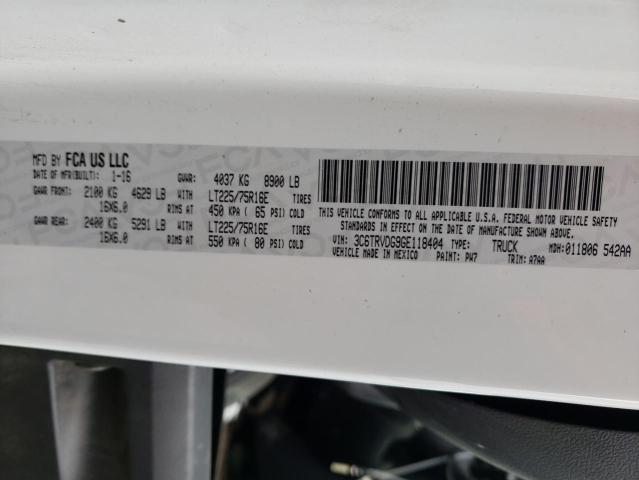 MFD BY FCA US LLC
DATE OF MFR(BUILT): 1-16 GVWR: 4037 KG 8900 LB
GAWR FRONT: 2100 KG 4629 LB WITH LT225/75R16E TIRES
16X6.0 RIMS AT 450 KPA ( 65 PSI) COLD
GAWR REAR: 2400 KG 5291 LB WITH LT225/75R16E TIRES
16X6.0 RIMS AT 550 KPA ( 80 PSI) COLD
THIS VEHICLE CONFORMS TO ALL APPLICABLE U.S.A. FEDERAL MOTOR VEHICLE SAFETY
STANDARDS IN EFFECT ON THE DATE OF MANUFACTURE SHOWN ABOVE.
VIN: 3C6TRVDG9GE118404 TYPE: TRUCK MDH:011806 542AA
VEHICLE MADE IN MEXICO PAINT: PW7 TRIM: A7AA